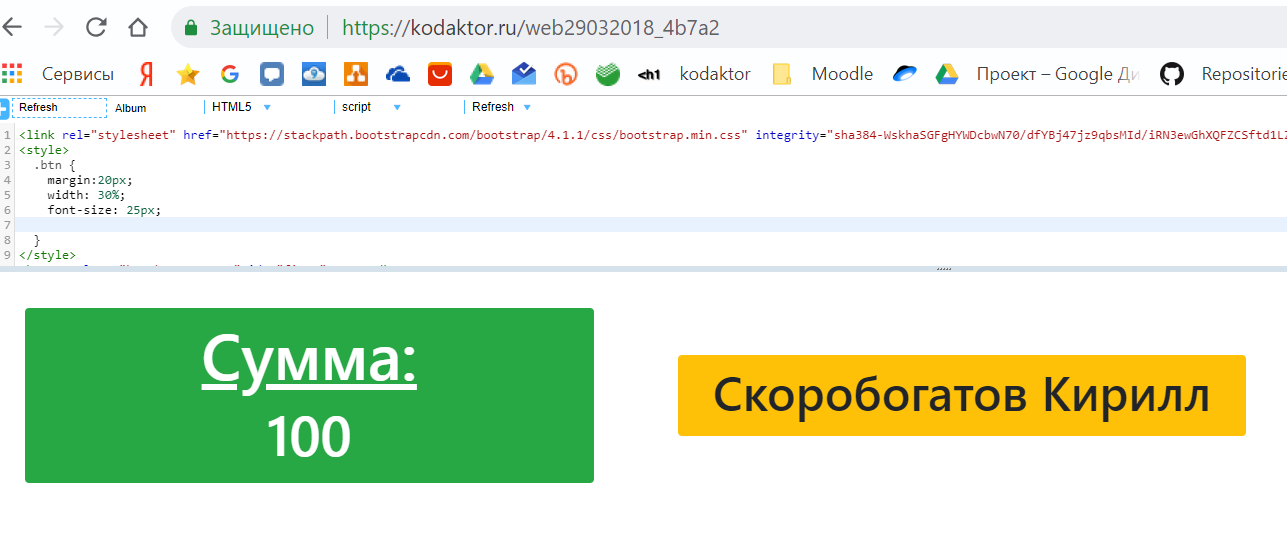 Защищено https://kodaktor.ru/web29032018_4b7a2
Сервисы Я G ch1 kodaktor Moodle Проект – Google Ди Repositorie
Refresh Album HTML5 script Refresh
1 <link rel="stylesheet" href="https://stackpath.bootstrapcdn.com/bootstrap/4.1.1/css/bootstrap.min.css" integrity="sha384-WskhaSGFgHYWDcbwN70/dfYBj47jz9qbsMId/iRN3ewGhXQFZCSftd1LZ
2 <style>
3 .btn {
4 margin:20px;
5 width: 30%;
6 font-size: 25px;
7
8 }
9 </style>
Сумма:
100
Скоробогатов Кирилл